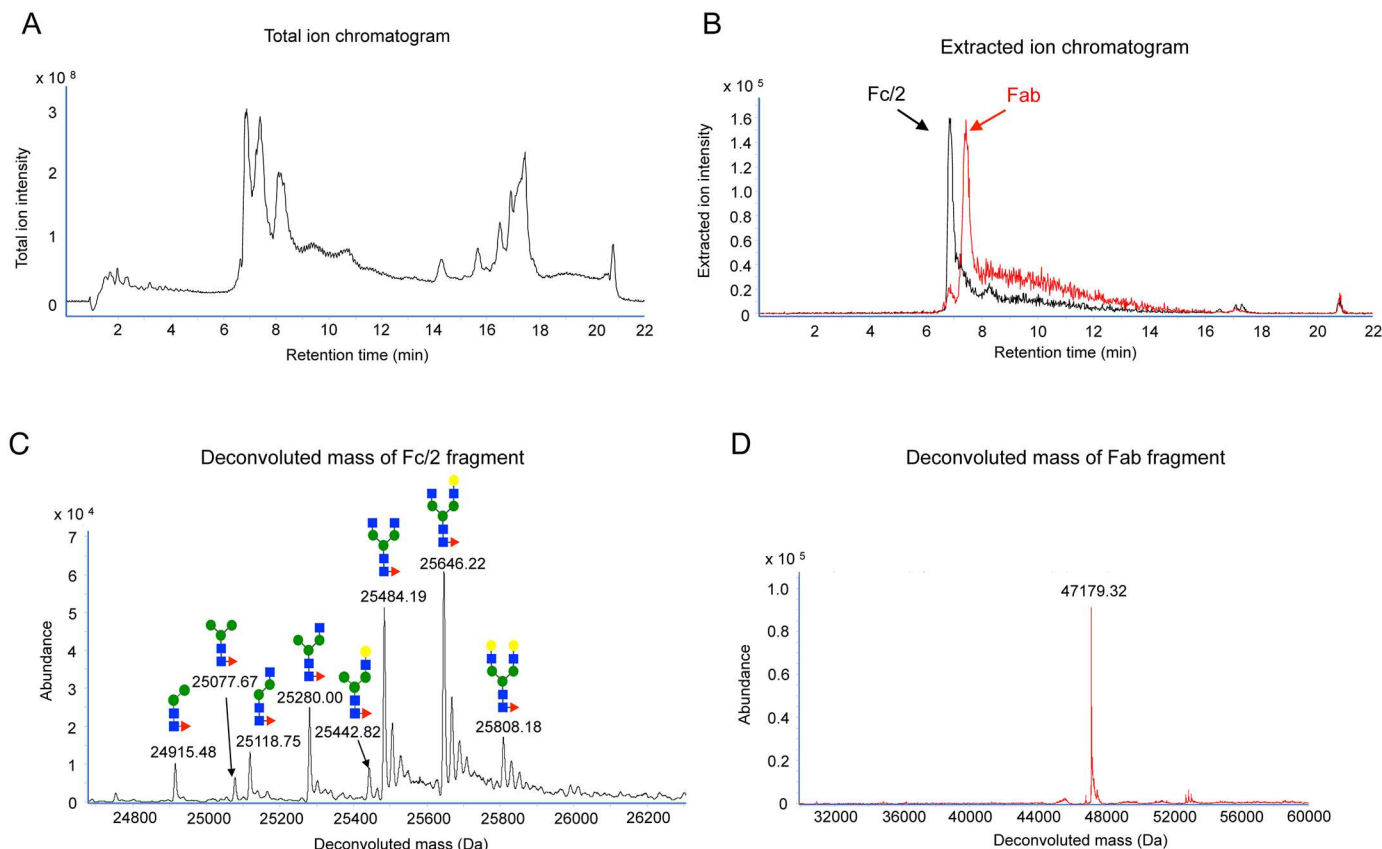 A
Total ion chromatogram
x 10 8
3
2
1
0
Total ion intensity
2 4 6 8 10 12 14 16 18 20 22
Retention time (min)
B
Extracted ion chromatogram
x 10 5
Fc/2
Fab
1.6
1.4
1.2
1.0
0.8
0.6
0.4
0.2
0
Extracted ion intensity
2 4 6 8 10 12 14 16 18 20 22
Retention time (min)
C
Deconvoluted mass of Fc/2 fragment
x 10 4
7
6
5
4
3
2
1
0
Abundance
24915.48
25077.67
25118.75
25280.00
25442.82
25484.19
25646.22
25808.18
24800 25000 25200 25400 25600 25800 26000 26200
Deconvoluted mass (Da)
D
Deconvoluted mass of Fab fragment
x 10 5
47179.32
1.0
0.8
0.6
0.4
0.2
0
Abundance
32000 36000 40000 44000 48000 52000 56000 60000
Deconvoluted mass (Da)